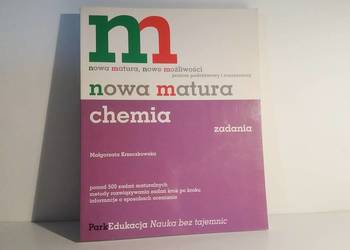 m
nowa matura, nowe możliwości
poziom podstawowy i rozszerzony
nowa matura
chemia
zadania
Małgorzata Krzeczkowska
ponad 500 zadań maturalnych
metody rozwiązywania zadań krok po kroku
informacje o sposobach oceniania
ParkEdukacja Nauka bez tajemnic